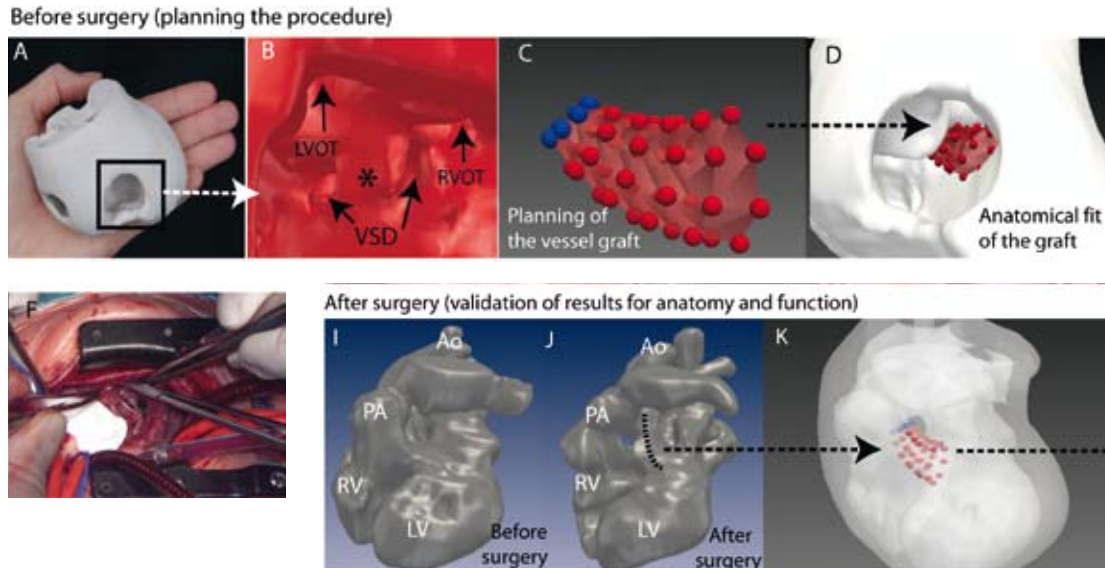 Before surgery (planning the procedure)
A
B
LVOT
RVOT
*
VSD
C
Planning of
the vessel graft
D
Anatomical fit
of the graft
F
After surgery (validation of results for anatomy and function)
I
Ao
PA
RV
LV
Before
surgery
J
Ao
PA
RV
LV
After
surgery
K